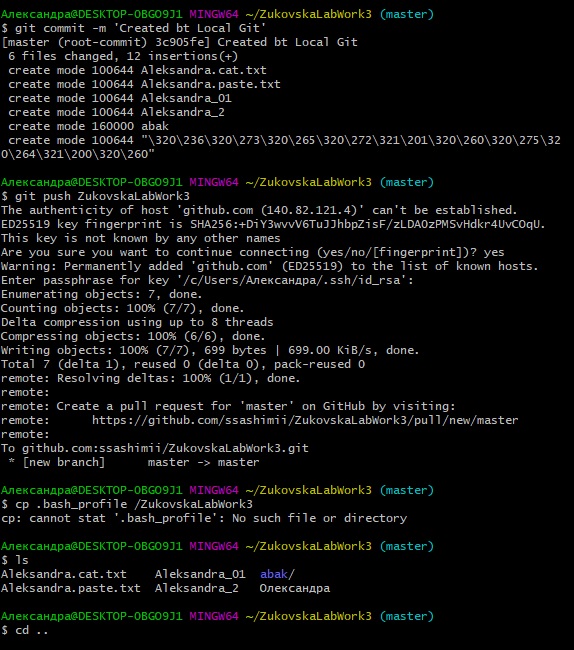 Александра@DESKTOP-OBGO9J1 MINGW64 ~/ZukovskaLabWork3 (master)
$ git commit -m 'Created bt Local Git'
[master (root-commit) 3c905fe] Created bt Local Git
 6 files changed, 12 insertions(+)
 create mode 100644 Aleksandra.cat.txt
 create mode 100644 Aleksandra.paste.txt
 create mode 100644 Aleksandra_01
 create mode 100644 Aleksandra_2
 create mode 160000 abak
 create mode 100644 "\320\236\320\273\320\265\320\272\321\201\320\260\320\275\32
0\264\321\200\320\260"
Александра@DESKTOP-OBGO9J1 MINGW64 ~/ZukovskaLabWork3 (master)
$ git push ZukovskaLabWork3
The authenticity of host 'github.com (140.82.121.4)' can't be established.
ED25519 key fingerprint is SHA256:+DiY3wvvV6TuJJhbpZisF/zLDAOzPMSvHdkr4UvCOqU.
This key is not known by any other names
Are you sure you want to continue connecting (yes/no/[fingerprint])? yes
Warning: Permanently added 'github.com' (ED25519) to the list of known hosts.
Enter passphrase for key '/c/Users/Александра/.ssh/id_rsa':
Enumerating objects: 7, done.
Counting objects: 100% (7/7), done.
Delta compression using up to 8 threads
Compressing objects: 100% (6/6), done.
Writing objects: 100% (7/7), 699 bytes | 699.00 KiB/s, done.
Total 7 (delta 1), reused 0 (delta 0), pack-reused 0
remote: Resolving deltas: 100% (1/1), done.
remote:
remote: Create a pull request for 'master' on GitHub by visiting:
remote:      https://github.com/ssashimii/ZukovskaLabWork3/pull/new/master
remote:
To github.com:ssashimii/ZukovskaLabWork3.git
 * [new branch]      master -> master
Александра@DESKTOP-OBGO9J1 MINGW64 ~/ZukovskaLabWork3 (master)
$ cp .bash_profile /ZukovskaLabWork3
cp: cannot stat '.bash_profile': No such file or directory
Александра@DESKTOP-OBGO9J1 MINGW64 ~/ZukovskaLabWork3 (master)
$ ls
Aleksandra.cat.txt    Aleksandra_01  abak/
Aleksandra.paste.txt  Aleksandra_2   Олександра
Александра@DESKTOP-OBGO9J1 MINGW64 ~/ZukovskaLabWork3 (master)
$ cd ..